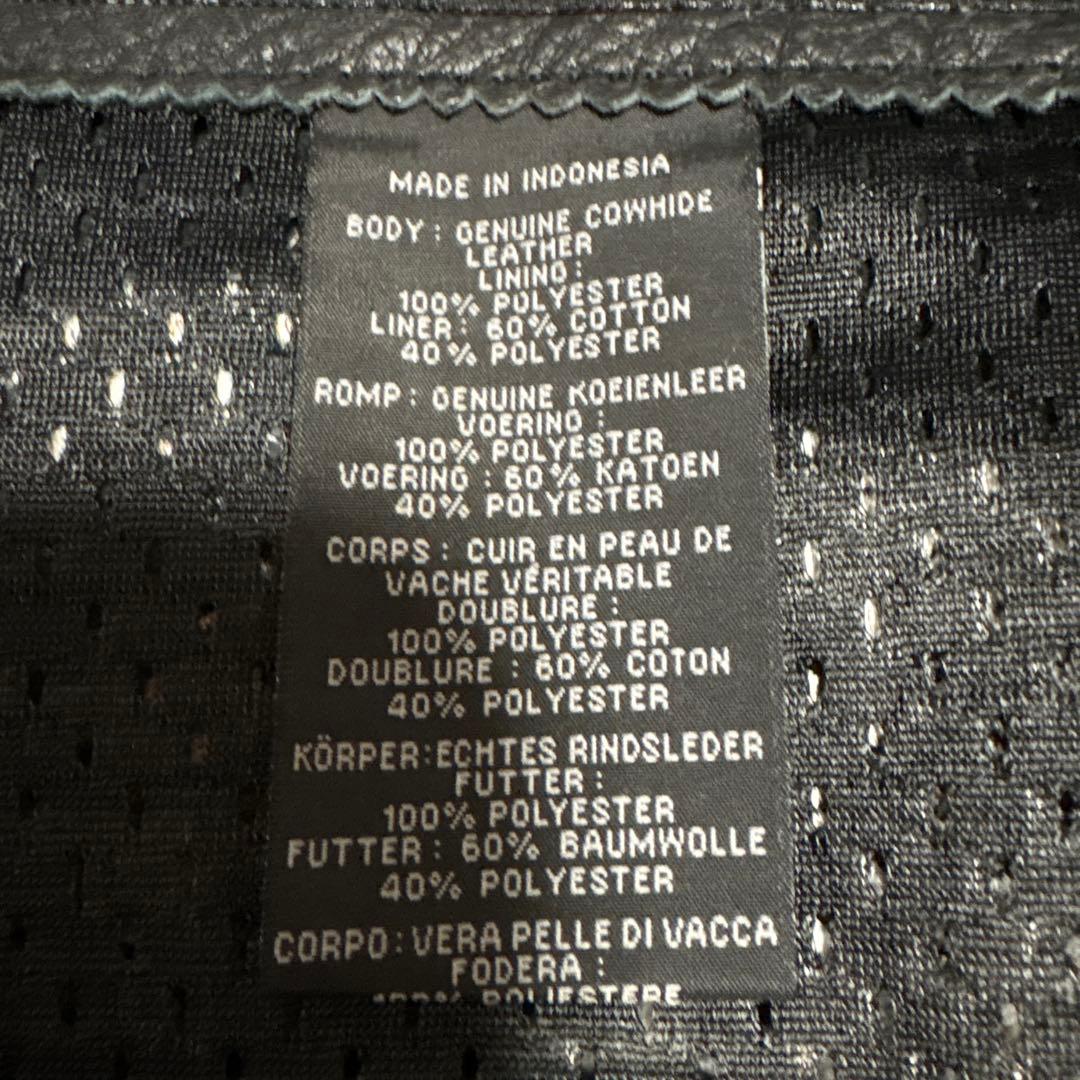 MADE IN INDONESIA
BODY : GENUINE COWHIDE
LEATHER
LINING :
100% POLYESTER
LINER : 60% COTTON
40% POLYESTER
ROMP : GENUINE KOEIENLEER
VOERING :
100% POLYESTER
VOERING : 60% KATOEN
40% POLYESTER
CORPS : CUIR EN PEAU DE
VACHE VÉRITABLE
DOUBLURE :
100% POLYESTER
DOUBLURE : 60% COTON
40% POLYESTER
KÖRPER:ECHTES RINDSLEDER
FUTTER :
100% POLYESTER
FUTTER : 60% BAUMWOLLE
40% POLYESTER
CORPO : VERA PELLE DI VACCA
FODERA :
100% POLIESTERE